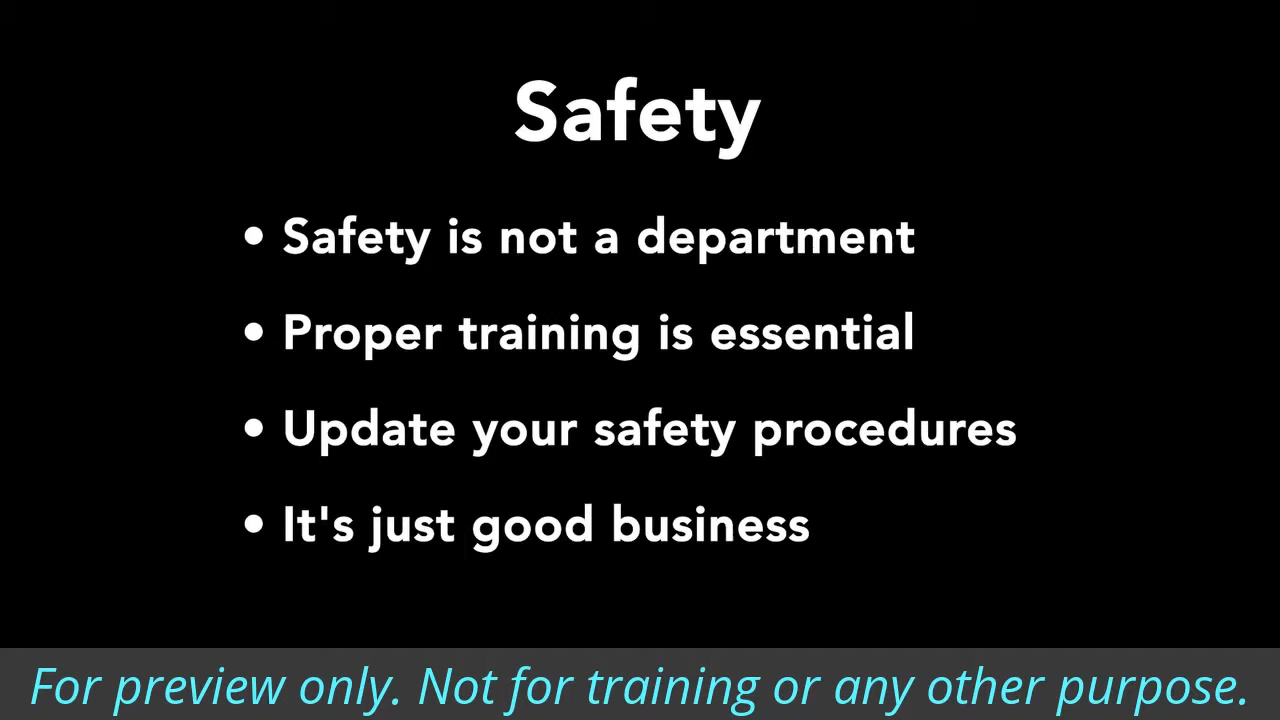 Safety
• Safety is not a department
• Proper training is essential
• Update your safety procedures
• It's just good business
For preview only. Not for training or any other purpose.